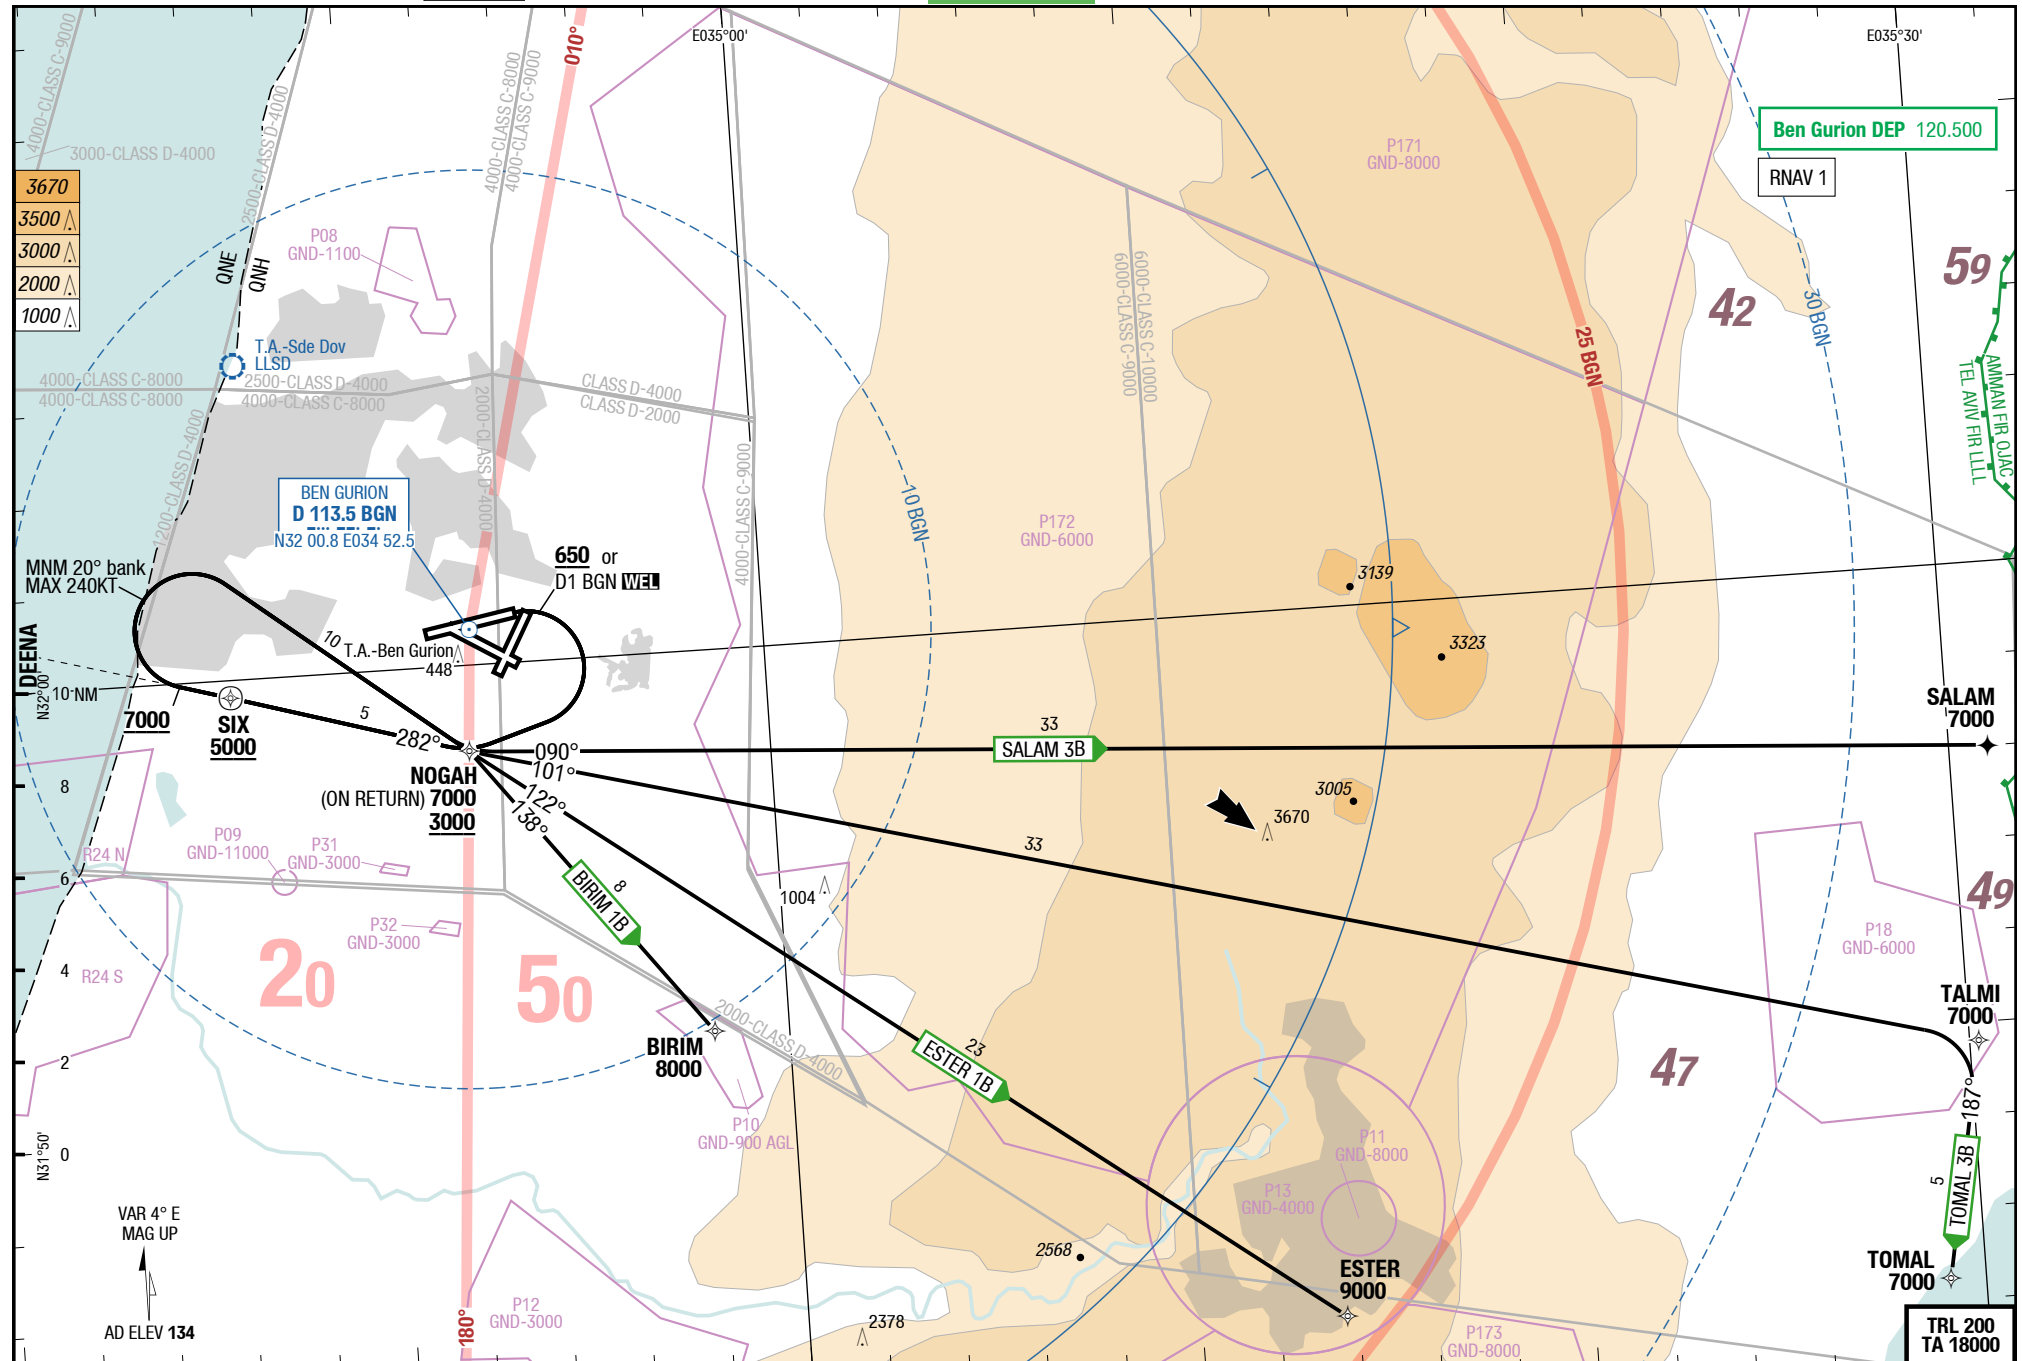 E035°00'
E035°30'
010°
4000-CLASS C-9000
3000-CLASS D-4000
2500-CLASS D-4000
4000-CLASS C-8000
4000-CLASS C-9000
Ben Gurion DEP 120.500
RNAV 1
P171
GND-8000
3670
3500
3000
2000
1000
QNE
QNH
P08
GND-1100
59
42
30 BGN
25 BGN
6000-CLASS C-10000
6000-CLASS C-9000
AMMAN FIR OJAC
TEL AVIV FIR LLLL
T.A.-Sde Dov
LLSD
4000-CLASS C-8000
4000-CLASS C-8000
2500-CLASS D-4000
4000-CLASS C-8000
CLASS D-4000
CLASS D-2000
1200-CLASS D-4000
2000-CLASS D-4000
4000-CLASS C-9000
BEN GURION
D 113.5 BGN
N32 00.8 E034 52.5
10 BGN
P172
GND-6000
650 or
D1 BGN WEL
MNM 20° bank
MAX 240KT
3139
3323
DEENA
N32°00'
10 NM
10
T.A.-Ben Gurion
448
7000
SIX
5000
5
282°
NOGAH
(ON RETURN) 7000
3000
090°
101°
122°
138°
33
SALAM 3B
SALAM
7000
3005
3670
33
8
6
4
2
0
R24 N
R24 S
P09
GND-11000
P31
GND-3000
P32
GND-3000
8
BIRIM 1B
1004
49
P18
GND-6000
20
50
2000-CLASS D-4000
BIRIM
8000
23
ESTER 1B
TALMI
7000
47
187°
P10
GND-900 AGL
P11
GND-8000
P13
GND-4000
N31°50'
5
TOMAL 3B
VAR 4° E
MAG UP
2568
ESTER
9000
TOMAL
7000
AD ELEV 134
180°
P12
GND-3000
2378
P173
GND-8000
TRL 200
TA 18000